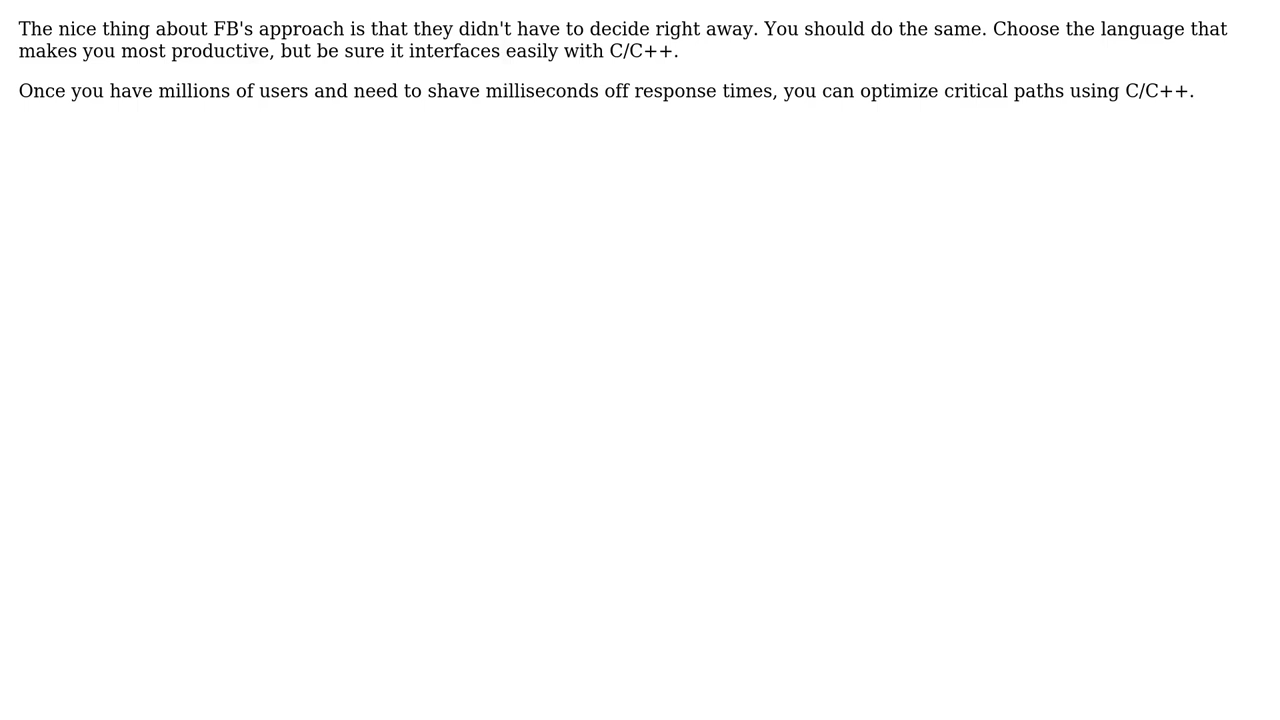 The nice thing about FB's approach is that they didn't have to decide right away. You should do the same. Choose the language that
makes you most productive, but be sure it interfaces easily with C/C++.
Once you have millions of users and need to shave milliseconds off response times, you can optimize critical paths using C/C++.